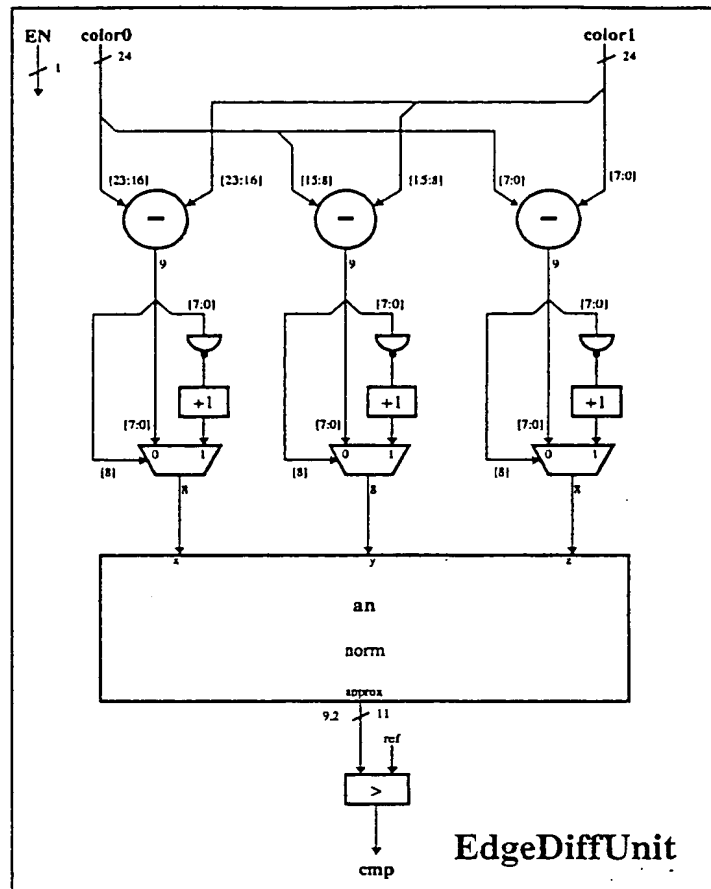 EN color0 color1
1 24 24
[23:16] [23:16] [15:8] [15:8] [7:0] [7:0]
− − −
9 9 9
[7:0] [7:0] [7:0]
+1 +1 +1
[7:0] [7:0] [7:0]
0 1 0 1 0 1
[8] [8] [8]
8 8 8
x y z
an
norm
approx
9.2 11
ref
>
cmp
EdgeDiffUnit